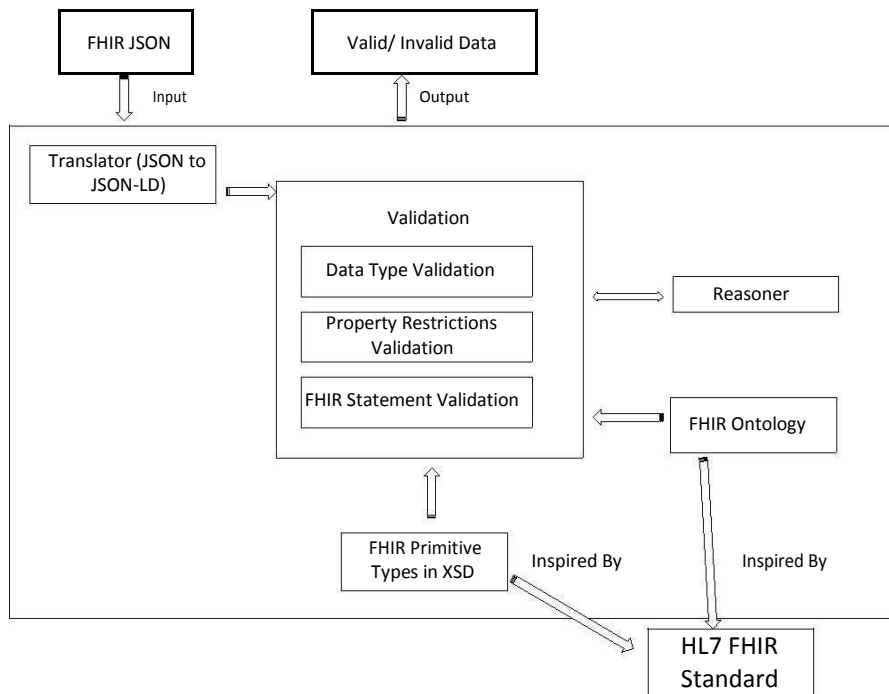 FHIR JSON
Valid/ Invalid Data
Input
Output
Translator (JSON to
JSON-LD)
Validation
Data Type Validation
Property Restrictions
Validation
FHIR Statement Validation
Reasoner
FHIR Ontology
FHIR Primitive
Types in XSD
Inspired By
Inspired By
HL7 FHIR
Standard